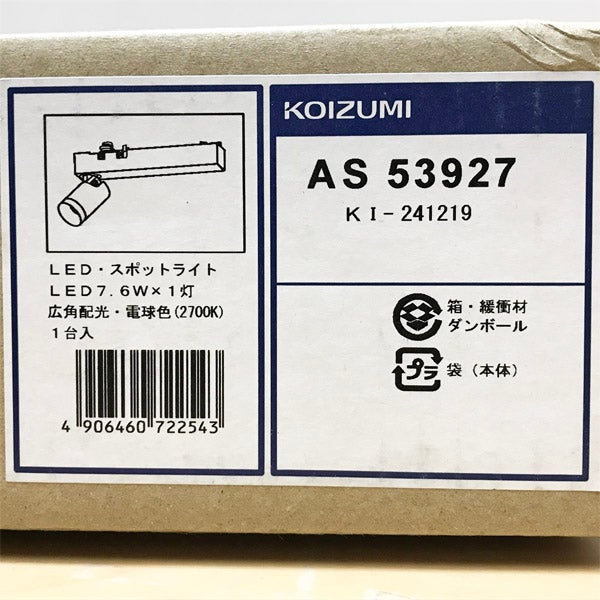 LED・スポットライト
LED7.6W×1灯
広角配光・電球色(2700K)
1台入
4 906460 722543
KOIZUMI
AS 53927
KI-241219
箱・緩衝材
ダンボール
プラ
袋(本体)